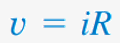 v = iR